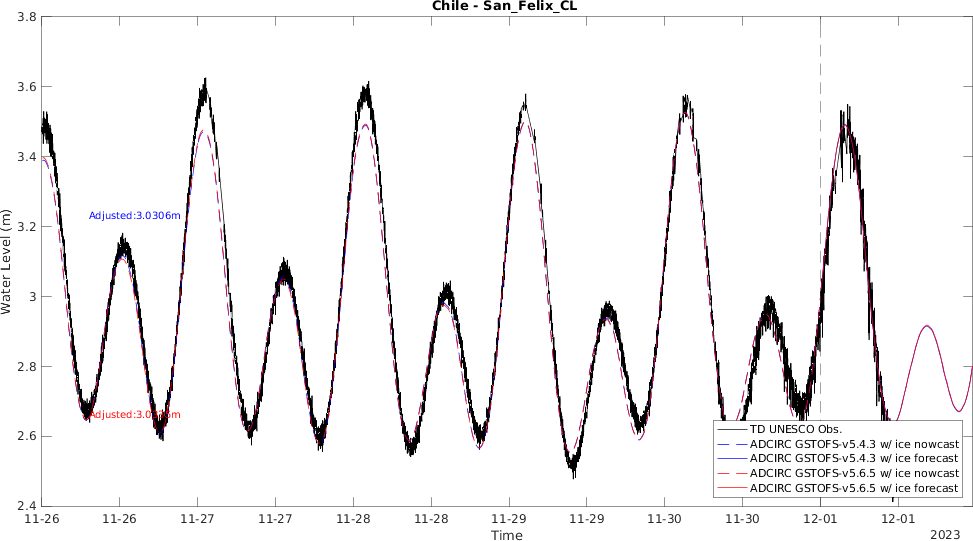 Chile - San_Felix_CL
3.8
3.6
3.4
3.2
3
2.8
2.6
2.4
Water Level (m)
Adjusted:3.0306m
TD UNESCO Obs.
ADCIRC GSTOFS-v5.4.3 w/ ice nowcast
ADCIRC GSTOFS-v5.4.3 w/ ice forecast
ADCIRC GSTOFS-v5.6.5 w/ ice nowcast
ADCIRC GSTOFS-v5.6.5 w/ ice forecast
11-26 11-26 11-27 11-27 11-28 11-28 11-29 11-29 11-30 11-30 12-01 12-01
Time
2023